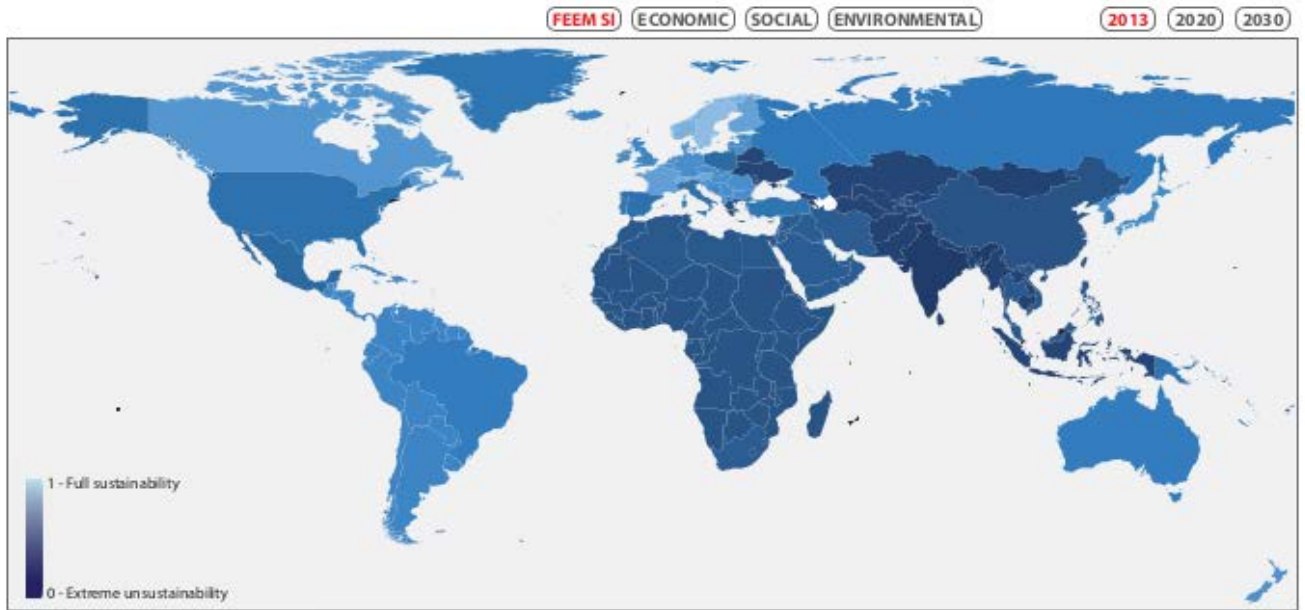 FEEM SI ECONOMIC SOCIAL ENVIRONMENTAL 2013 2020 2030
1 - Full sustainability
0 - Extreme unsustainability